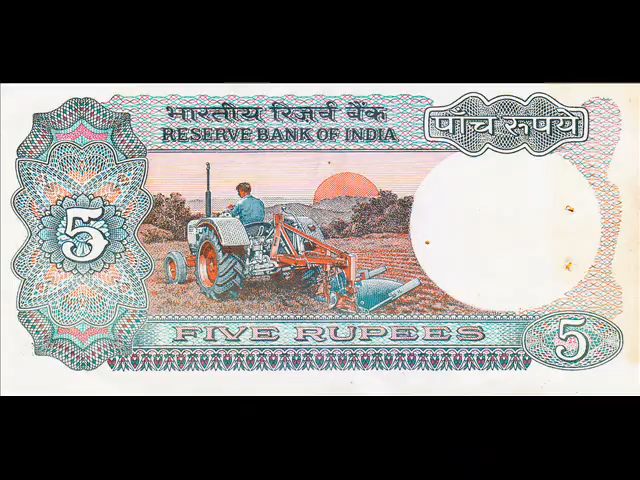 भारतीय रिज़र्व बैंक
RESERVE BANK OF INDIA
पाँच रुपये
5
FIVE RUPEES
5